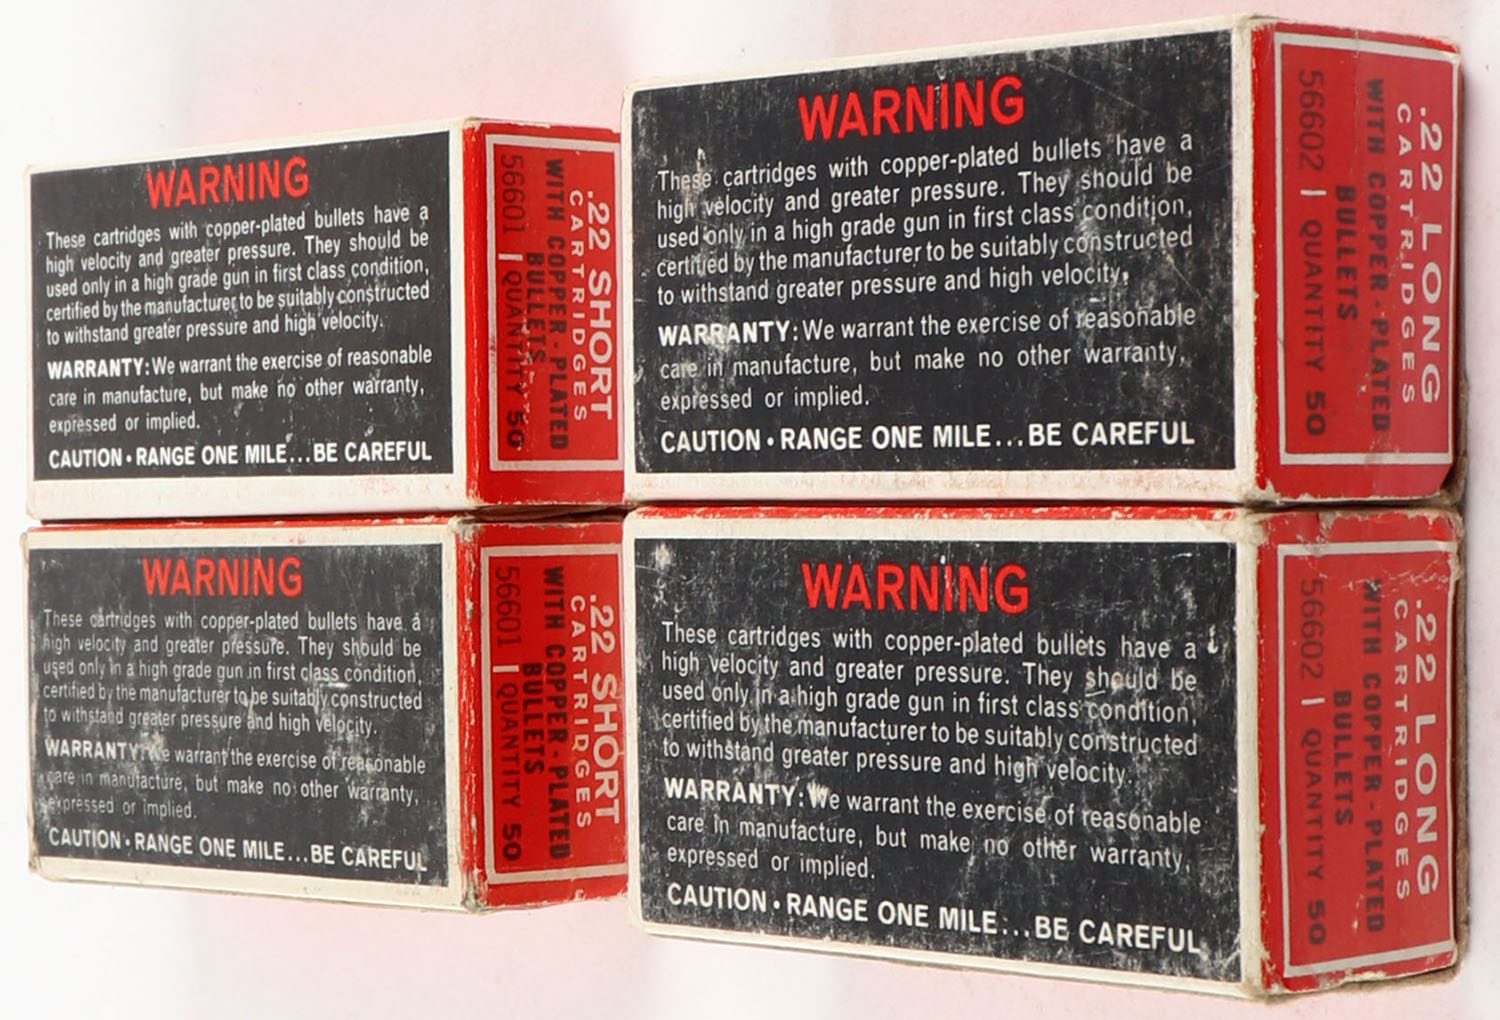 WARNING
These cartridges with copper-plated bullets have a
high velocity and greater pressure. They should be
used only in a high grade gun in first class condition,
certified by the manufacturer to be suitably constructed
to withstand greater pressure and high velocity.
WARRANTY: We warrant the exercise of reasonable
care in manufacture, but make no other warranty,
expressed or implied.
CAUTION • RANGE ONE MILE...BE CAREFUL
.22 SHORT
CARTRIDGES
WITH COPPER-PLATED
BULLETS
56601 | QUANTITY 50
WARNING
These cartridges with copper-plated bullets have a
high velocity and greater pressure. They should be
used only in a high grade gun in first class condition,
certified by the manufacturer to be suitably constructed
to withstand greater pressure and high velocity.
WARRANTY: We warrant the exercise of reasonable
care in manufacture, but make no other warranty,
expressed or implied.
CAUTION • RANGE ONE MILE...BE CAREFUL
.22 LONG
CARTRIDGES
WITH COPPER-PLATED
BULLETS
56602 | QUANTITY 50
WARNING
These cartridges with copper-plated bullets have a
high velocity and greater pressure. They should be
used only in a high grade gun in first class condition,
certified by the manufacturer to be suitably constructed
to withstand greater pressure and high velocity.
WARRANTY: We warrant the exercise of reasonable
care in manufacture, but make no other warranty,
expressed or implied.
CAUTION • RANGE ONE MILE...BE CAREFUL
.22 SHORT
CARTRIDGES
WITH COPPER-PLATED
BULLETS
56601 | QUANTITY 50
WARNING
These cartridges with copper-plated bullets have a
high velocity and greater pressure. They should be
used only in a high grade gun in first class condition,
certified by the manufacturer to be suitably constructed
to withstand greater pressure and high velocity.
WARRANTY: We warrant the exercise of reasonable
care in manufacture, but make no other warranty,
expressed or implied.
CAUTION • RANGE ONE MILE...BE CAREFUL
.22 LONG
CARTRIDGES
WITH COPPER-PLATED
BULLETS
56602 | QUANTITY 50